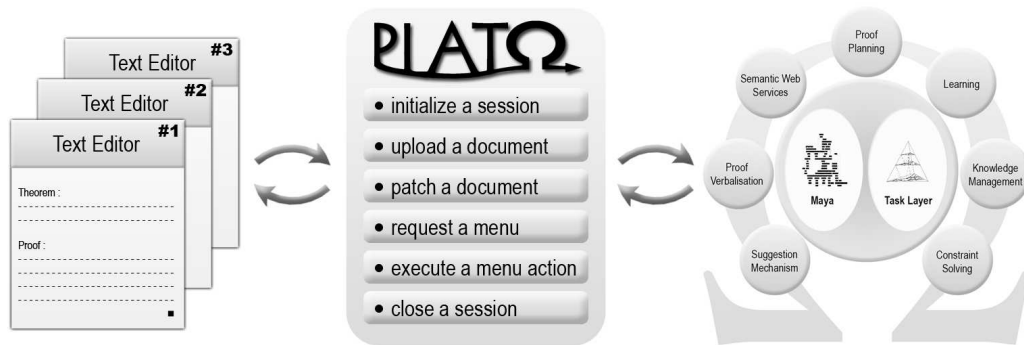 #3
Text Editor
#2
Text Editor
#1
Text Editor
Theorem :
Proof :
PLATΩ
• initialize a session
• upload a document
• patch a document
• request a menu
• execute a menu action
• close a session
Proof
Planning
Semantic Web
Services
Learning
Proof
Verbalisation
Maya
Task Layer
Knowledge
Management
Suggestion
Mechanism
Constraint
Solving